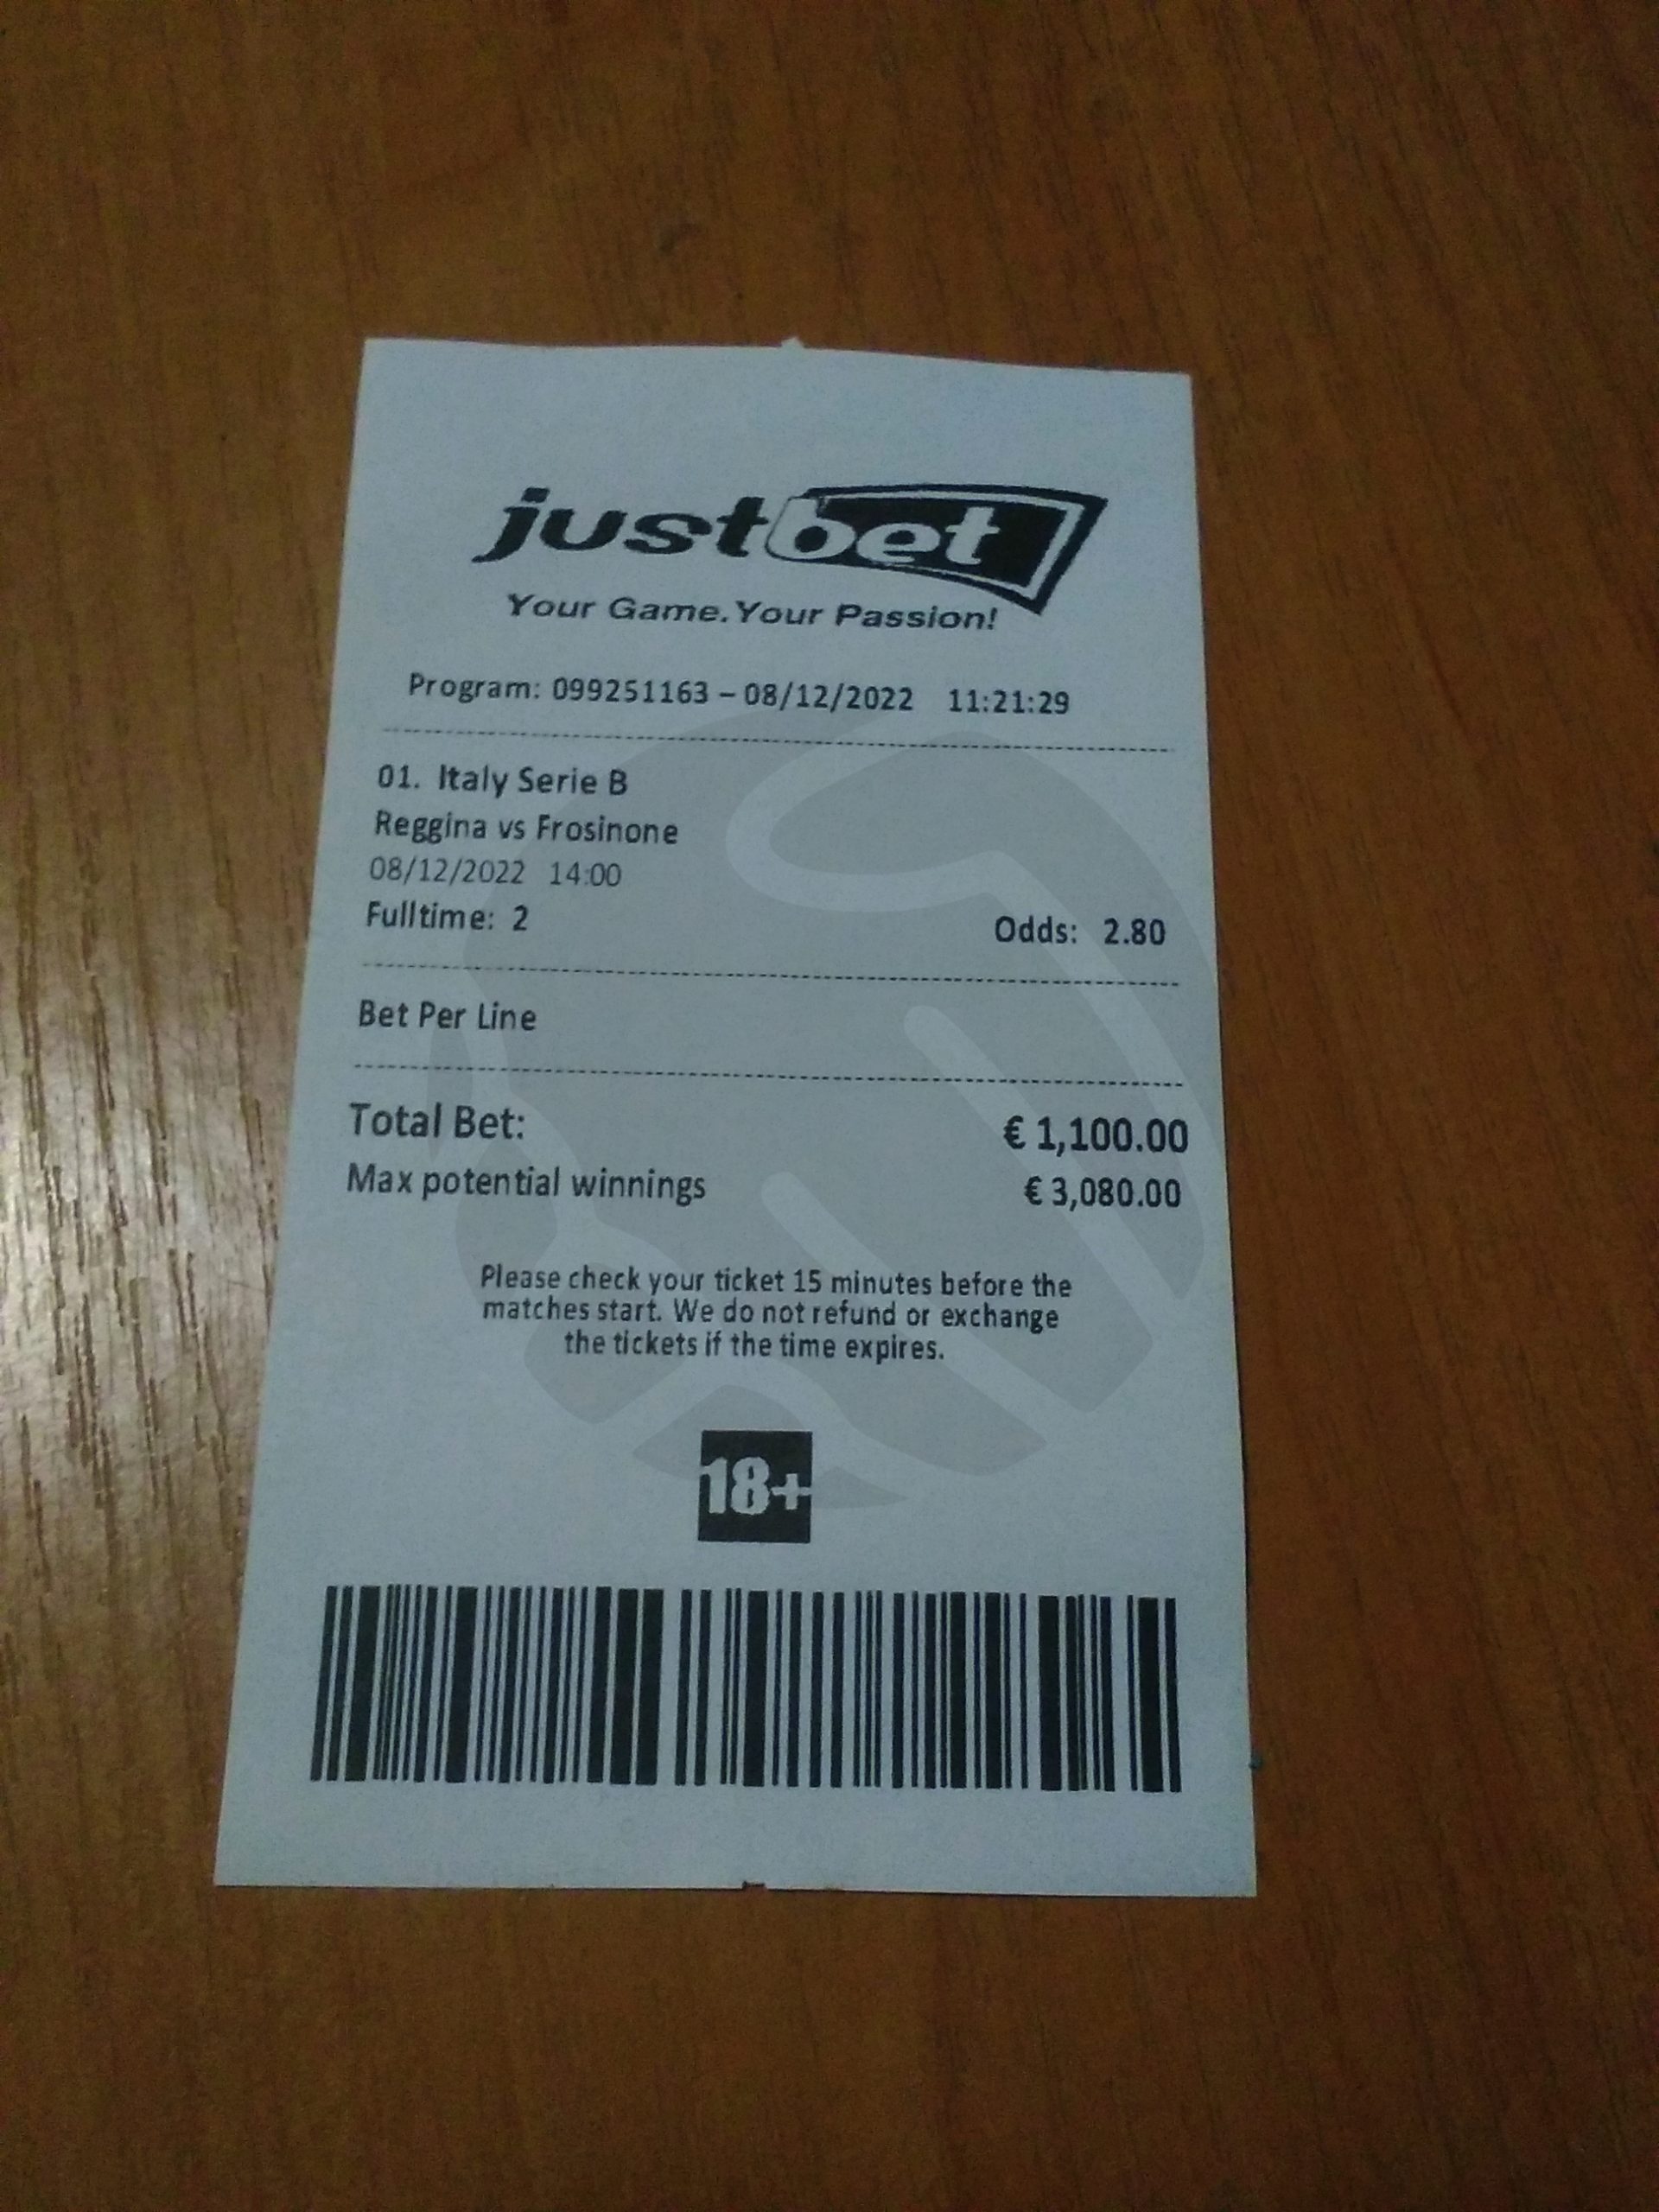 justbet
Your Game. Your Passion!
Program: 099251163 – 08/12/2022 11:21:29
01. Italy Serie B
Reggina vs Frosinone
08/12/2022 14:00
Fulltime: 2 Odds: 2.80
Bet Per Line
Total Bet: € 1,100.00
Max potential winnings € 3,080.00
Please check your ticket 15 minutes before the
matches start. We do not refund or exchange
the tickets if the time expires.
18+